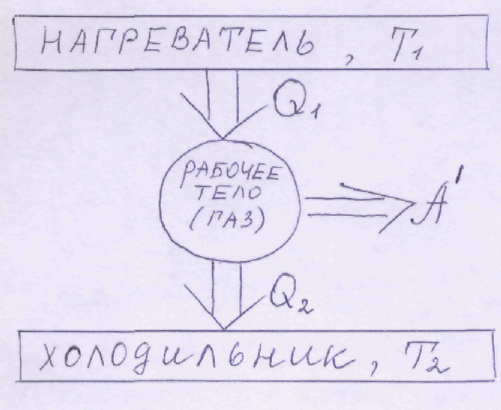 НАГРЕВАТЕЛЬ, T₁
Q₁
РАБОЧЕЕ
ТЕЛО
(ГАЗ)
A'
Q₂
ХОЛОДИЛЬНИК, T₂